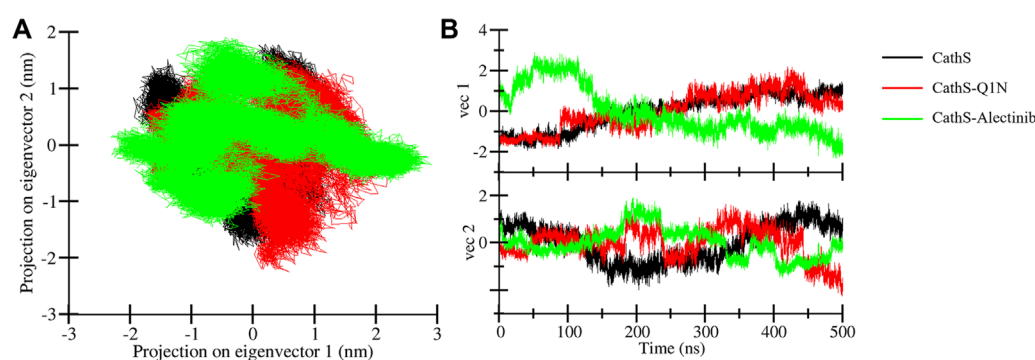 A
Projection on eigenvector 2 (nm)
2
1
0
-1
-2
-3
-3
-2
-1
0
1
2
3
Projection on eigenvector 1 (nm)
B
vec 1
4
2
0
-2
vec 2
2
0
0
100
200
300
400
500
Time (ns)
CathS
CathS-Q1N
CathS-Alectinib